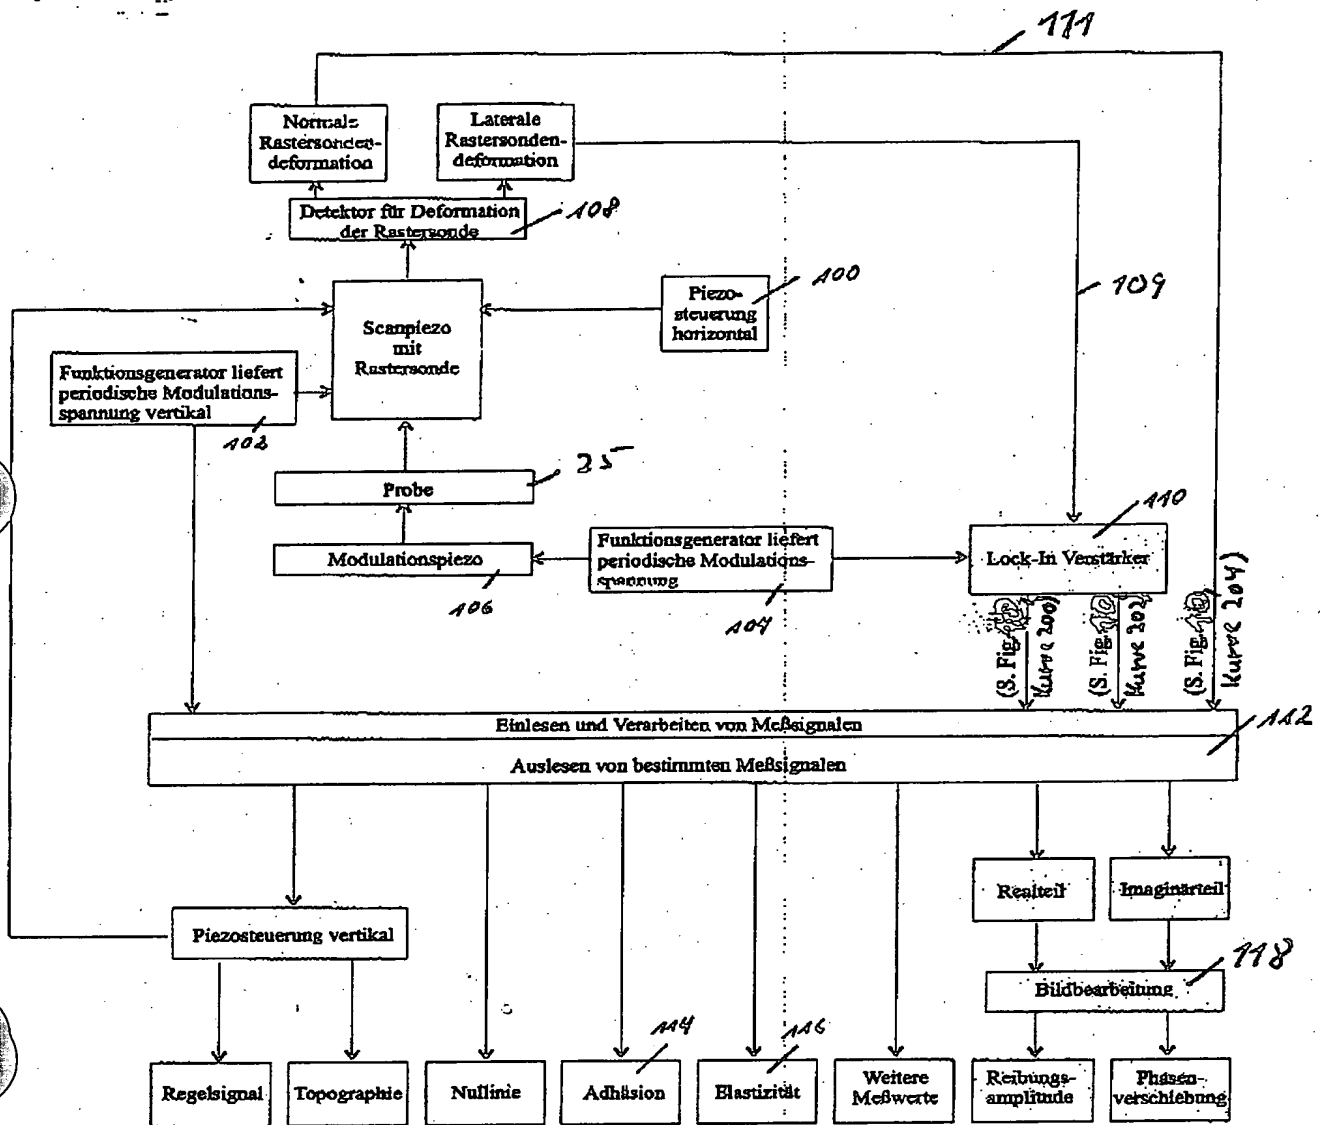 111
Normale
Rastersonden-
deformation
Laterale
Rastersonden-
deformation
Detektor für Deformation
der Rastersonde
108
100
Piezo-
steuerung
horizontal
109
Scanpiezo
mit
Rastersonde
Funktionsgenerator liefert
periodische Modulations-
spannung vertikal
102
25
Probe
110
Funktionsgenerator liefert
periodische Modulations-
spannung
Modulationspiezo
Lock-In Verstärker
106
104
(S. Fig.
Kurve 200)
(S. Fig.
Kurve 202)
(S. Fig.
Kurve 204)
Einlesen und Verarbeiten von Meßsignalen
112
Auslesen von bestimmten Meßsignalen
Realteil
Imaginärteil
Piezosteuerung vertikal
118
Bildbearbeitung
114
116
Regelsignal
Topographie
Nullinie
Adhäsion
Elastizität
Weitere
Meßwerte
Reibungs-
amplitude
Phasen-
verschiebung